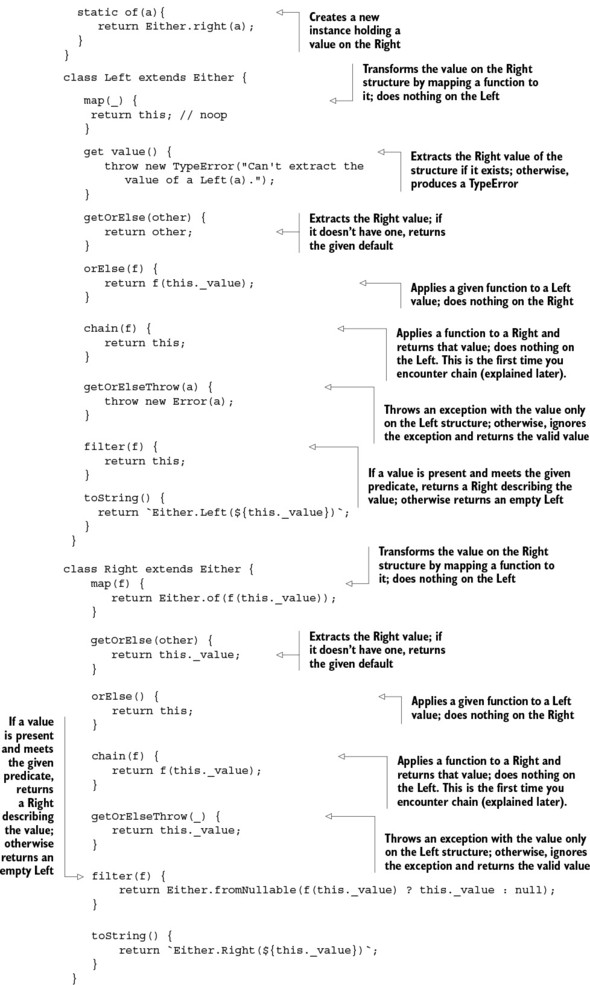 static of(a){
return Either.right(a);
}
}
Creates a new
instance holding a
value on the Right
class Left extends Either {
Transforms the value on the Right
structure by mapping a function to
it; does nothing on the Left
map(_) {
return this; // noop
}
get value() {
throw new TypeError("Can't extract the
value of a Left(a).");
}
Extracts the Right value of the
structure if it exists; otherwise,
produces a TypeError
getOrElse(other) {
return other;
}
Extracts the Right value; if
it doesn't have one, returns
the given default
orElse(f) {
return f(this._value);
}
Applies a given function to a Left
value; does nothing on the Right
chain(f) {
return this;
}
Applies a function to a Right and
returns that value; does nothing on
the Left. This is the first time you
encounter chain (explained later).
getOrElseThrow(a) {
throw new Error(a);
}
Throws an exception with the value only
on the Left structure; otherwise, ignores
the exception and returns the valid value
filter(f) {
return this;
}
If a value is present and meets the given
predicate, returns a Right describing the
value; otherwise returns an empty Left
toString() {
return `Either.Left(${this._value})`;
}
}
class Right extends Either {
Transforms the value on the Right
structure by mapping a function to
it; does nothing on the Left
map(f) {
return Either.of(f(this._value));
}
getOrElse(other) {
return this._value;
}
Extracts the Right value; if
it doesn't have one, returns
the given default
orElse() {
return this;
}
Applies a given function to a Left
value; does nothing on the Right
chain(f) {
return f(this._value);
}
Applies a function to a Right and
returns that value; does nothing on
the Left. This is the first time you
encounter chain (explained later).
getOrElseThrow(_) {
return this._value;
}
Throws an exception with the value only
on the Left structure; otherwise, ignores
the exception and returns the valid value
If a value
is present
and meets
the given
predicate,
returns
a Right
describing
the value;
otherwise
returns an
empty Left
filter(f) {
return Either.fromNullable(f(this._value) ? this._value : null);
}
toString() {
return `Either.Right(${this._value})`;
}
}